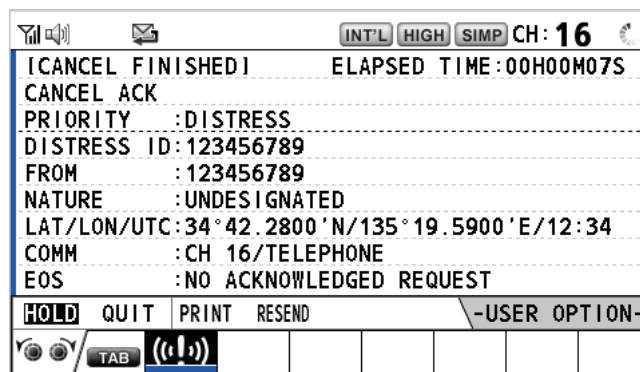 INT'L HIGH SIMP CH: 16
[CANCEL FINISHED] ELAPSED TIME:00H00M07S
CANCEL ACK
PRIORITY :DISTRESS
DISTRESS ID:123456789
FROM :123456789
NATURE :UNDESIGNATED
LAT/LON/UTC:34°42.2800'N/135°19.5900'E/12:34
COMM :CH 16/TELEPHONE
EOS :NO ACKNOWLEDGED REQUEST
HOLD QUIT PRINT RESEND -USER OPTION-
TAB